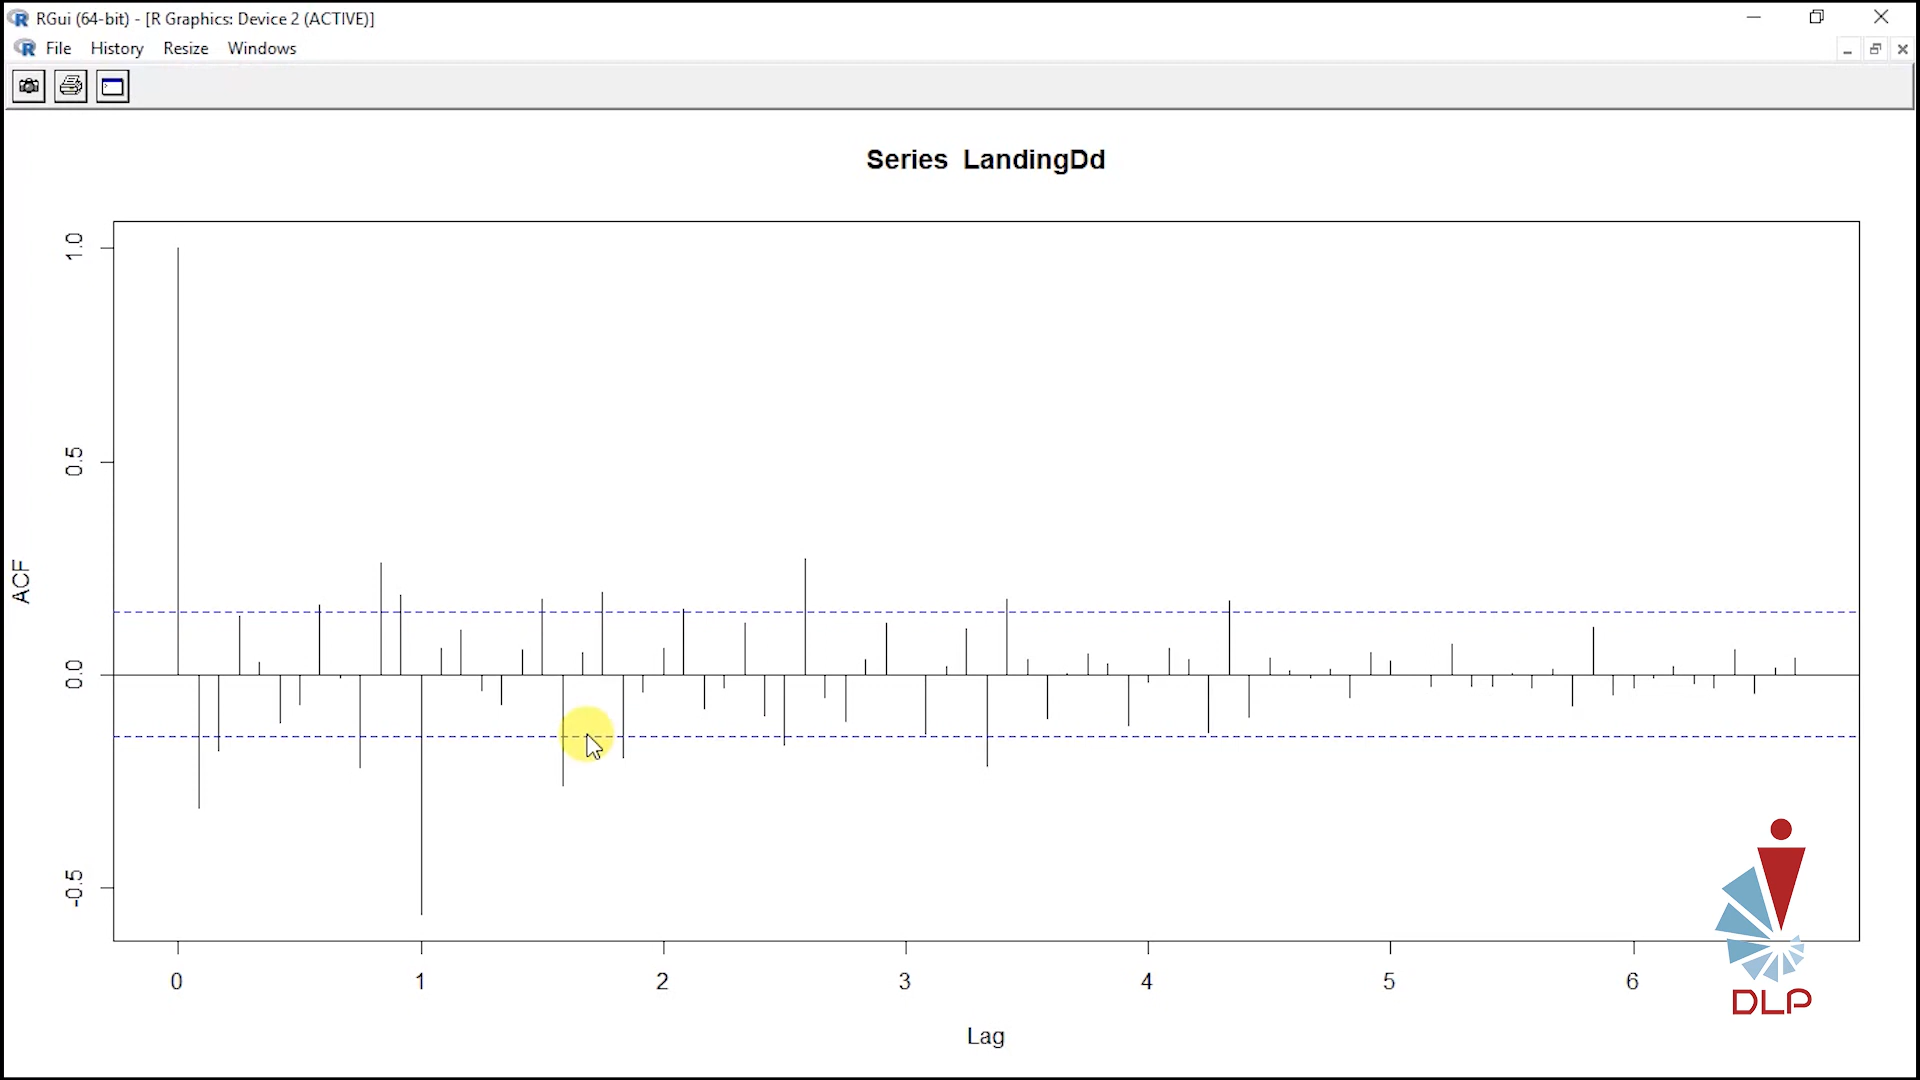 RGui (64-bit) - [R Graphics: Device 2 (ACTIVE)]
File History Resize Windows
Series LandingDd
ACF
1.0
0.5
0.0
-0.5
0 1 2 3 4 5 6
Lag
DLP